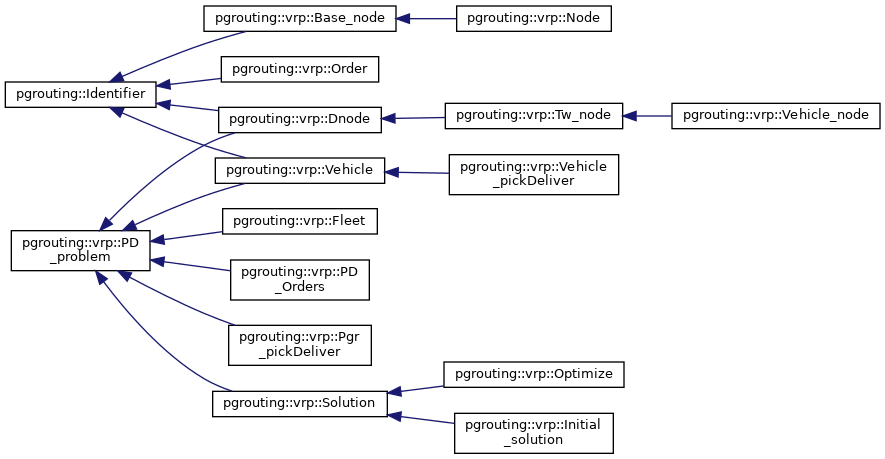 pgrouting::vrp::Base_node
pgrouting::vrp::Node
pgrouting::vrp::Order
pgrouting::Identifier
pgrouting::vrp::Dnode
pgrouting::vrp::Tw_node
pgrouting::vrp::Vehicle_node
pgrouting::vrp::Vehicle
pgrouting::vrp::Vehicle
_pickDeliver
pgrouting::vrp::Fleet
pgrouting::vrp::PD
_problem
pgrouting::vrp::PD
_Orders
pgrouting::vrp::Pgr
_pickDeliver
pgrouting::vrp::Optimize
pgrouting::vrp::Solution
pgrouting::vrp::Initial
_solution